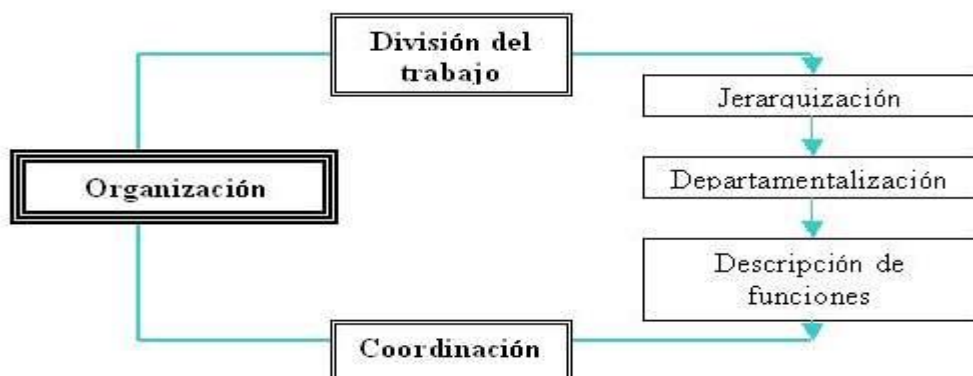 División del
trabajo
Jerarquización
Organización
Departamentalización
Descripción de
funciones
Coordinación